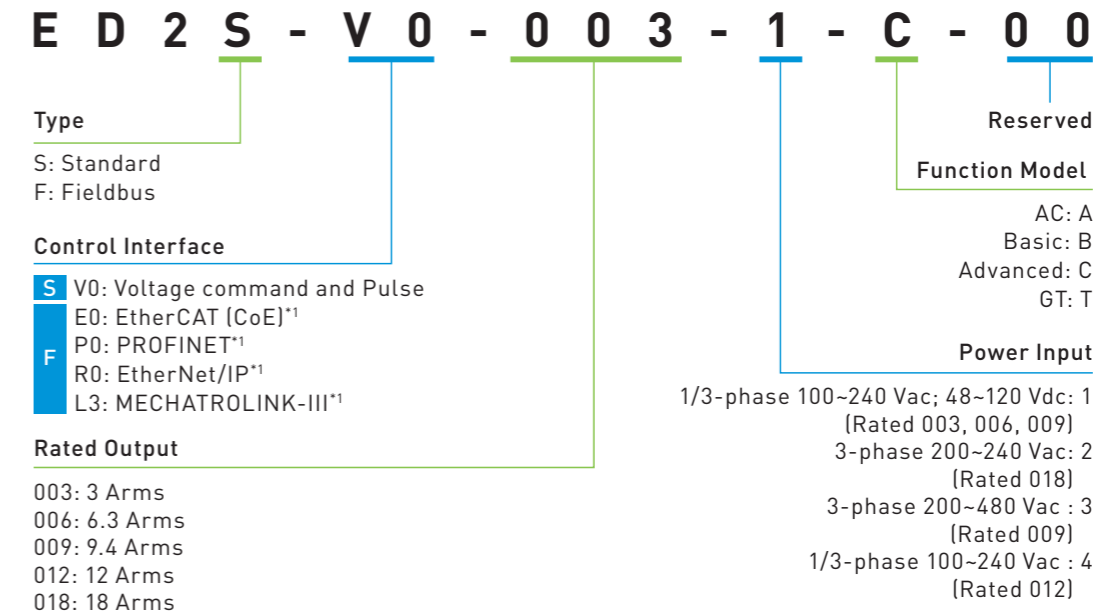 E D 2 S - V 0 - 0 0 3 - 1 - C - 0 0
Type
S: Standard
F: Fieldbus
Control Interface
S V0: Voltage command and Pulse
F
E0: EtherCAT (CoE)*1
P0: PROFINET*1
R0: EtherNet/IP*1
L3: MECHATROLINK-III*1
Rated Output
003: 3 Arms
006: 6.3 Arms
009: 9.4 Arms
012: 12 Arms
018: 18 Arms
Reserved
Function Model
AC: A
Basic: B
Advanced: C
GT: T
Power Input
1/3-phase 100~240 Vac; 48~120 Vdc: 1
(Rated 003, 006, 009)
3-phase 200~240 Vac: 2
(Rated 018)
3-phase 200~480 Vac : 3
(Rated 009)
1/3-phase 100~240 Vac : 4
(Rated 012)